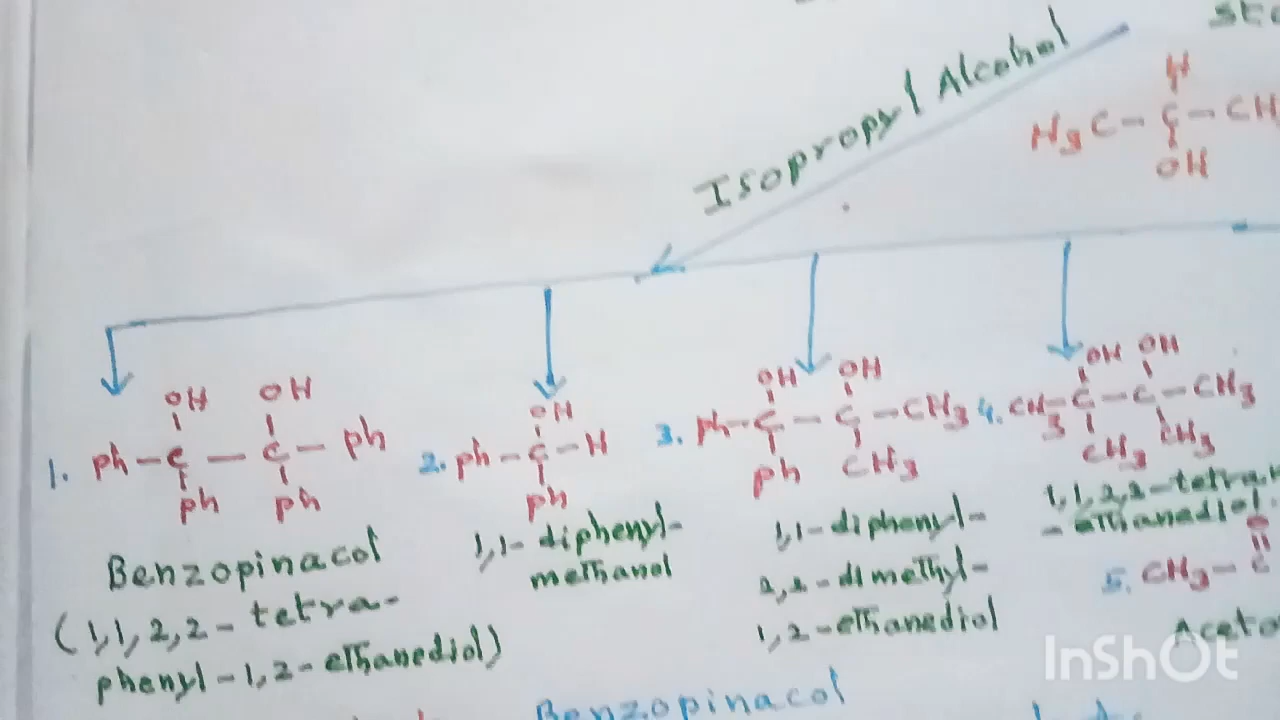 Isopropyl Alcohol
H
H3C - C - CH
OH
OH OH
ph-C - C - ph
ph ph
1.
Benzopinacol
(1,1,2,2- tetra-
phenyl-1,2-ethanediol)
OH
2. ph-C-H
ph
1,1- diphenyl-
methanol
OH OH
3. ph-C - C - CH3
ph CH3
1,1-diphenyl-
2,2-dimethyl-
1,2-ethanediol
OH OH
4. CH3-C - C - CH3
CH3 CH3
1,1,2,2-tetra
-ethanediol
5. CH3 - C
Benzopinacol
InShOt